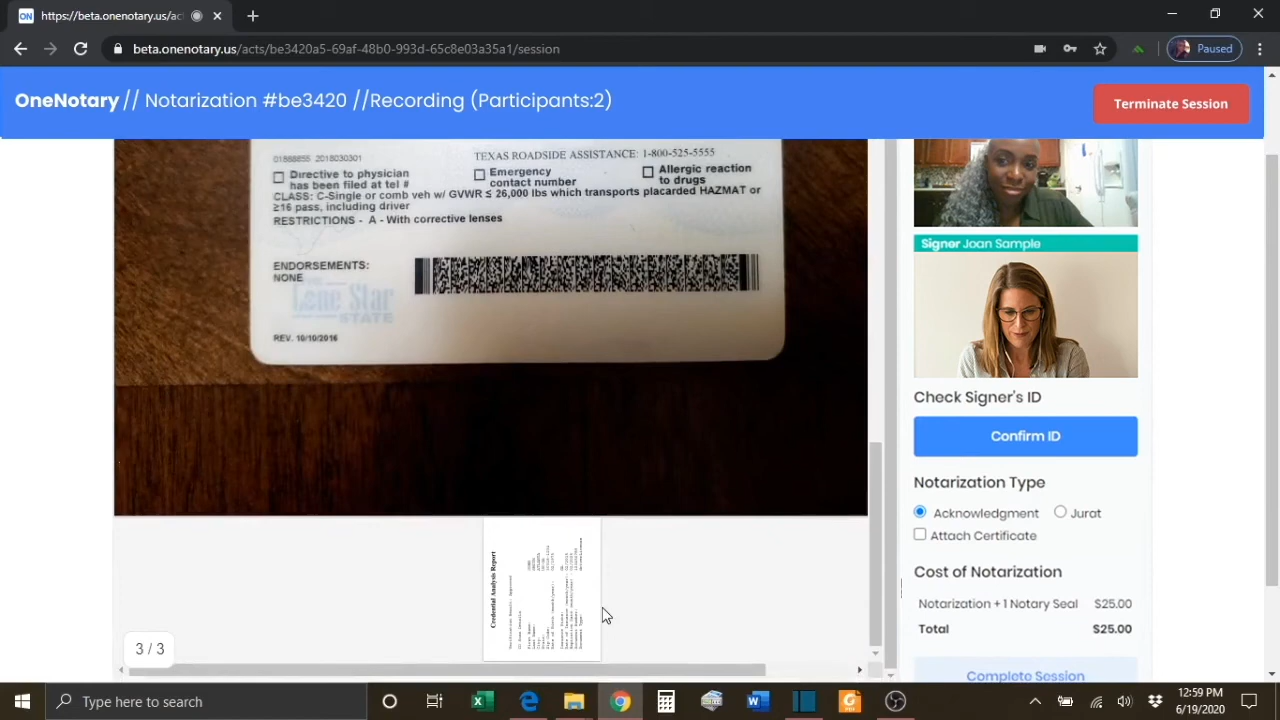 https://beta.onenotary.us/ac
beta.onenotary.us/acts/be3420a5-69af-48b0-993d-65c8e03a35a1/session
Paused
OneNotary // Notarization #be3420 //Recording (Participants:2)
Terminate Session
01868855 2018030301
TEXAS ROADSIDE ASSISTANCE: 1-800-525-5555
Directive to physician
has been filed at tel #
Emergency
contact number
Allergic reaction
to drugs
CLASS: C-Single or comb veh w/ GVWR ≤ 26,000 lbs which transports placarded HAZMAT or
≥16 pass, including driver
RESTRICTIONS - A - With corrective lenses
ENDORSEMENTS:
NONE
Lone Star
STATE
REV. 10/10/2016
Credential Analysis Report
3 / 3
Signer Joan Sample
Check Signer's ID
Confirm ID
Notarization Type
Acknowledgment
Jurat
Attach Certificate
Cost of Notarization
Notarization + 1 Notary Seal $25.00
Total $25.00
Complete Session
Type here to search
12:59 PM
6/19/2020